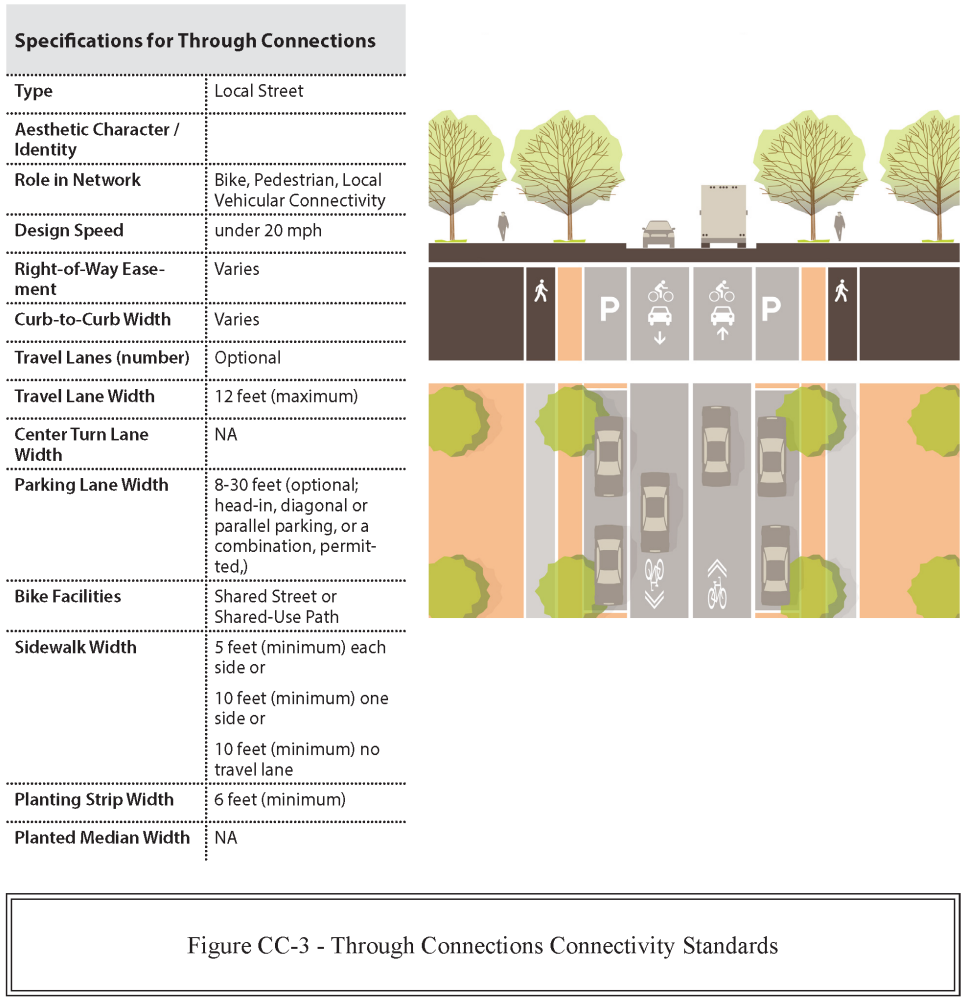 Specifications for Through Connections
Type
Local Street
Aesthetic Character /
Identity
Role in Network
Bike, Pedestrian, Local
Vehicular Connectivity
Design Speed
under 20 mph
Right-of-Way Ease-
ment
Varies
Curb-to-Curb Width
Varies
Travel Lanes (number)
Optional
Travel Lane Width
12 feet (maximum)
Center Turn Lane
Width
NA
Parking Lane Width
8-30 feet (optional;
head-in, diagonal or
parallel parking, or a
combination, permit-
ted,)
Bike Facilities
Shared Street or
Shared-Use Path
Sidewalk Width
5 feet (minimum) each
side or
10 feet (minimum) one
side or
10 feet (minimum) no
travel lane
Planting Strip Width
6 feet (minimum)
Planted Median Width
NA
P
P
Figure CC-3 - Through Connections Connectivity Standards